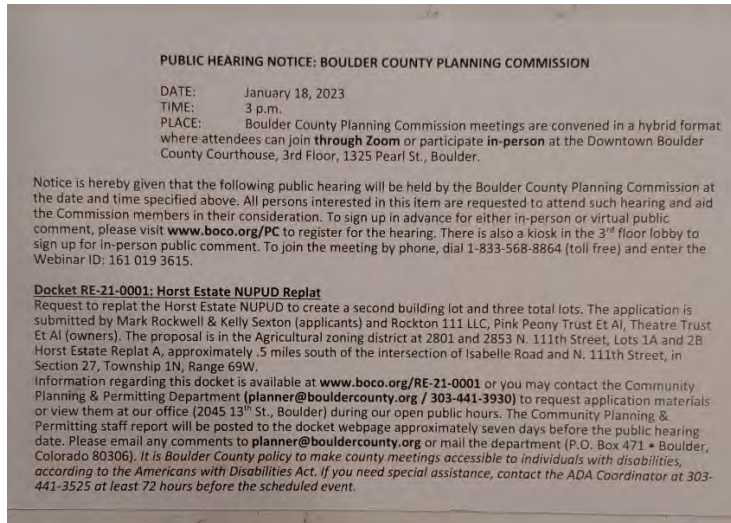 PUBLIC HEARING NOTICE: BOULDER COUNTY PLANNING COMMISSION
DATE: January 18, 2023
TIME: 3 p.m.
PLACE: Boulder County Planning Commission meetings are convened in a hybrid format
where attendees can join through Zoom or participate in-person at the Downtown Boulder
County Courthouse, 3rd Floor, 1325 Pearl St., Boulder.
Notice is hereby given that the following public hearing will be held by the Boulder County Planning Commission at
the date and time specified above. All persons interested in this item are requested to attend such hearing and aid
the Commission members in their consideration. To sign up in advance for either in-person or virtual public
comment, please visit www.boco.org/PC to register for the hearing. There is also a kiosk in the 3rd floor lobby to
sign up for in-person public comment. To join the meeting by phone, dial 1-833-568-8864 (toll free) and enter the
Webinar ID: 161 019 3615.
Docket RE-21-0001: Horst Estate NUPUD Replat
Request to replat the Horst Estate NUPUD to create a second building lot and three total lots. The application is
submitted by Mark Rockwell & Kelly Sexton (applicants) and Rockton 111 LLC, Pink Peony Trust Et Al, Theatre Trust
Et Al (owners). The proposal is in the Agricultural zoning district at 2801 and 2853 N. 111th Street, Lots 1A and 2B
Horst Estate Replat A, approximately .5 miles south of the intersection of Isabelle Road and N. 111th Street, in
Section 27, Township 1N, Range 69W.
Information regarding this docket is available at www.boco.org/RE-21-0001 or you may contact the Community
Planning & Permitting Department (planner@bouldercounty.org / 303-441-3930) to request application materials
or view them at our office (2045 13th St., Boulder) during our open public hours. The Community Planning &
Permitting staff report will be posted to the docket webpage approximately seven days before the public hearing
date. Please email any comments to planner@bouldercounty.org or mail the department (P.O. Box 471 • Boulder,
Colorado 80306). It is Boulder County policy to make county meetings accessible to individuals with disabilities,
according to the Americans with Disabilities Act. If you need special assistance, contact the ADA Coordinator at 303-
441-3525 at least 72 hours before the scheduled event.